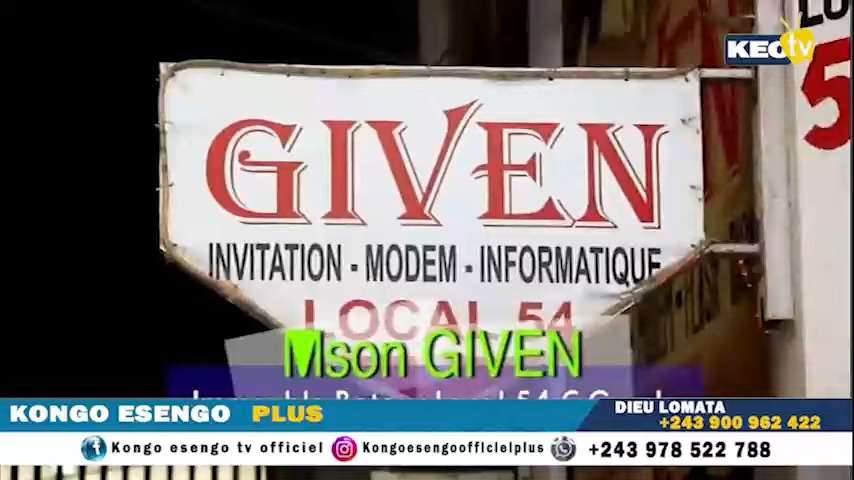 KEOtv
5
GIVEN
INVITATION - MODEM - INFORMATIQUE
LOCAL 54
Mson GIVEN
KONGO ESENGO PLUS
DIEU LOMATA
+243 900 962 422
Kongo esengo tv officiel
Kongoesengoofficielplus
+243 978 522 788